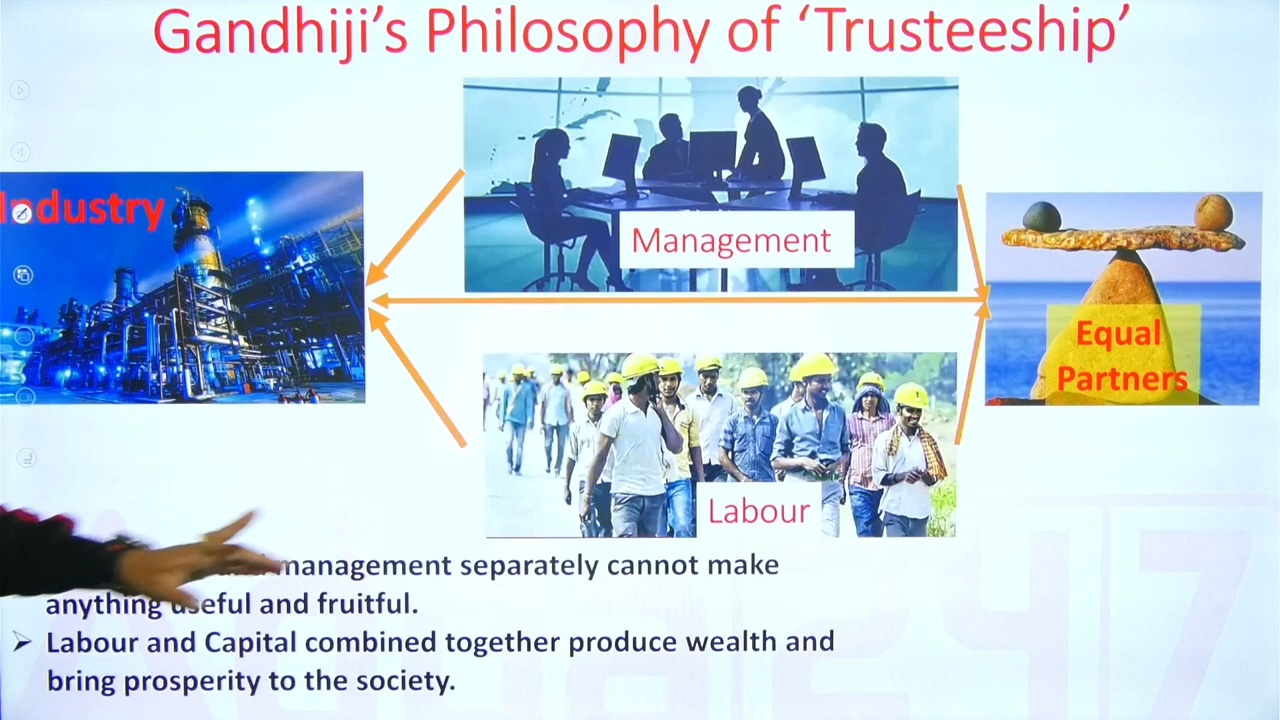 Gandhiji's Philosophy of 'Trusteeship'
Industry
Management
Equal
Partners
Labour
management separately cannot make
anything useful and fruitful.
Labour and Capital combined together produce wealth and
bring prosperity to the society.